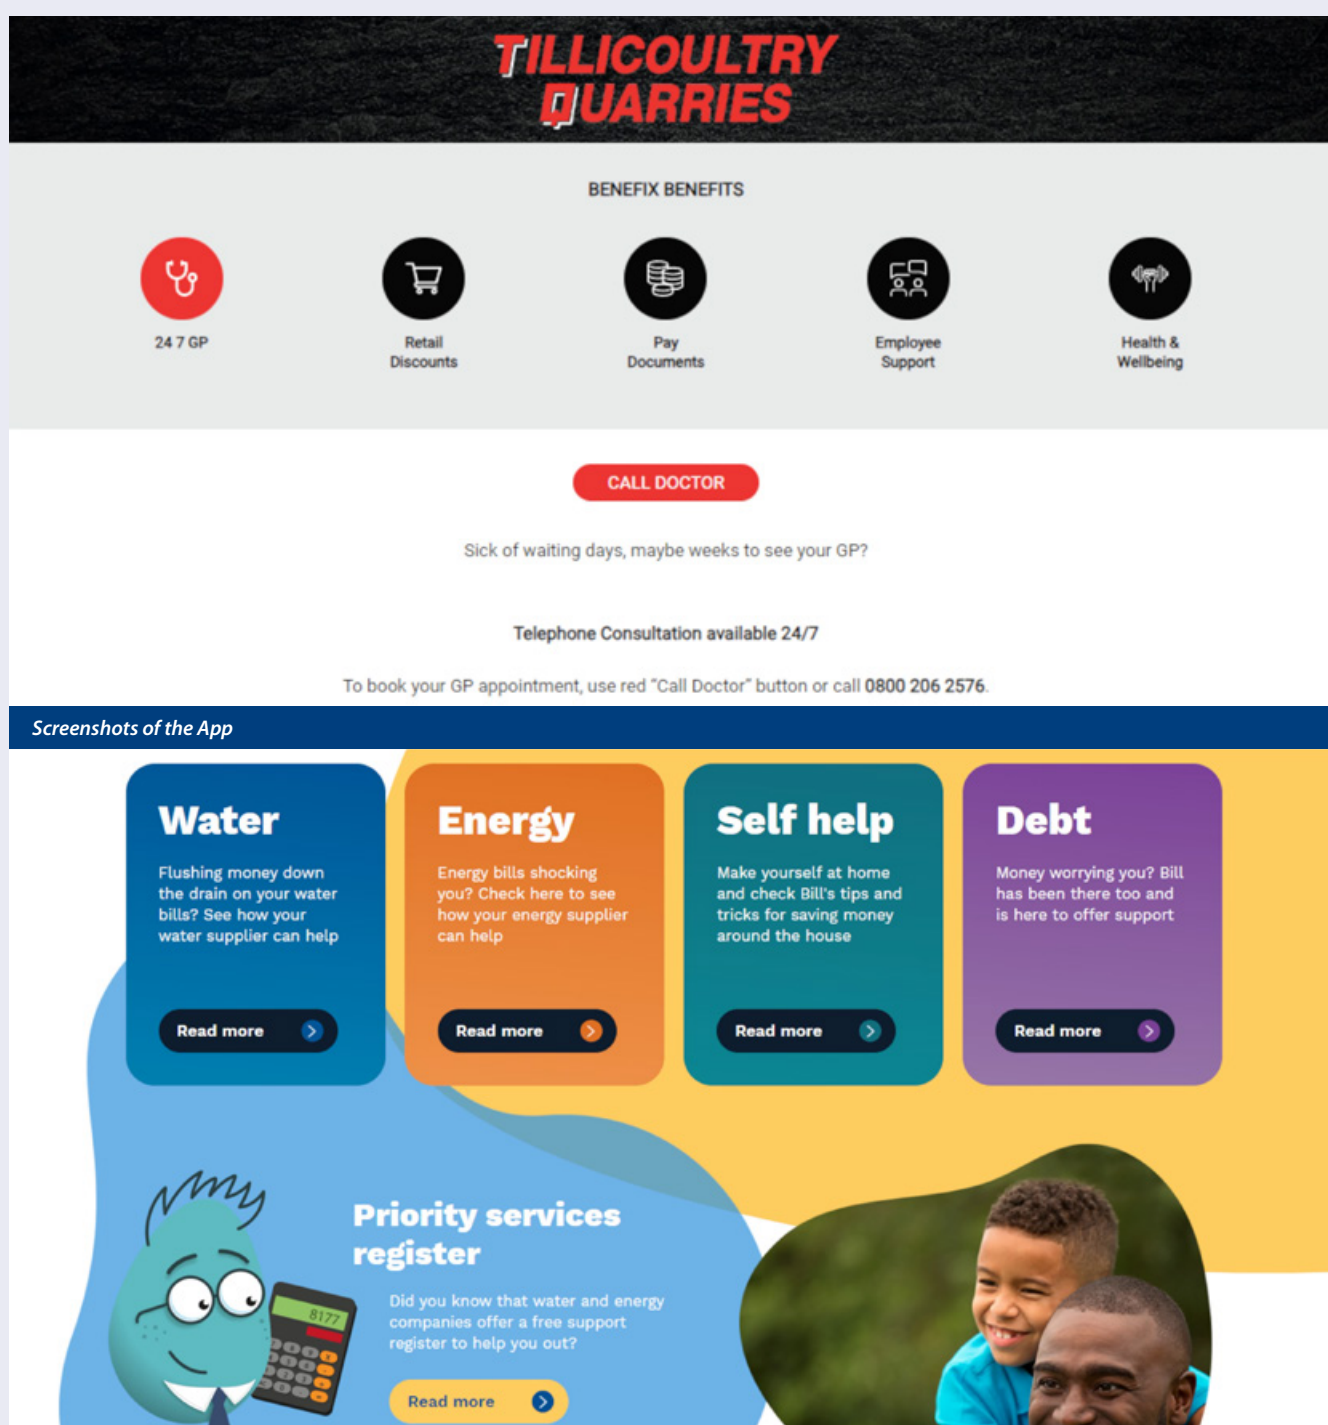 TILLICOULTRY
QUARRIES
BENEFIX BENEFITS
24 7 GP
Retail
Discounts
Pay
Documents
Employee
Support
Health &
Wellbeing
CALL DOCTOR
Sick of waiting days, maybe weeks to see your GP?
Telephone Consultation available 24/7
To book your GP appointment, use red "Call Doctor" button or call 0800 206 2576.
Screenshots of the App
Water
Flushing money down
the drain on your water
bills? See how your
water supplier can help
Read more
Energy
Energy bills shocking
you? Check here to see
how your energy supplier
can help
Read more
Self help
Make yourself at home
and check Bill's tips and
tricks for saving money
around the house
Read more
Debt
Money worrying you? Bill
has been there too and
is here to offer support
Read more
Priority services
register
8177
Did you know that water and energy
companies offer a free support
register to help you out?
Read more